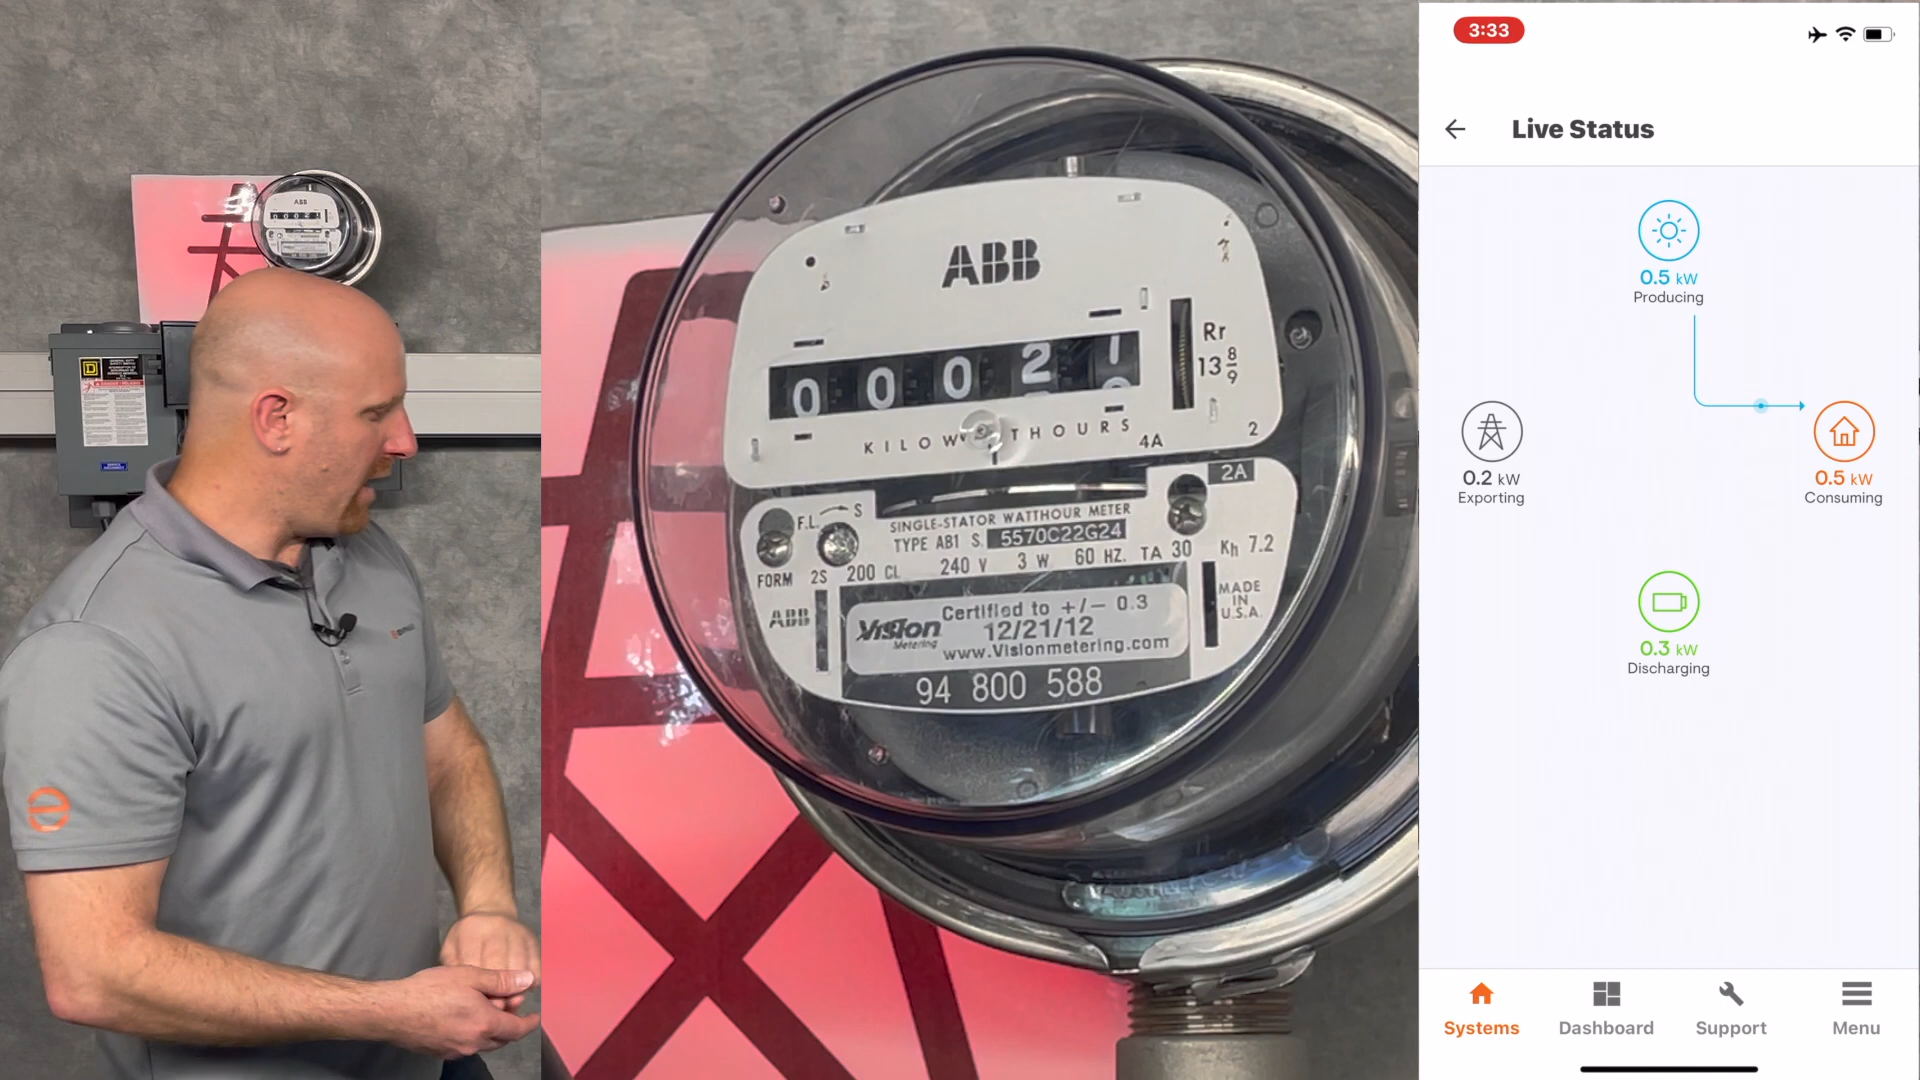 ABB
ABB
0 0 0 2 1
Rr
13 8/9
4A
2
2A
F.L.
S
SINGLE-STATOR WATTHOUR METER
TYPE AB1 S. 5570C22G24
FORM 2S 200 CL 240 V 3 W 60 HZ. TA 30 Kh 7.2
ABB
MADE
IN
U.S.A.
Certified to +/- 0.3
Vision
Metering
12/21/12
www.Visionmetering.com
94 800 588
3:33
Live Status
0.5 kW
Producing
0.2 kW
Exporting
0.5 kW
Consuming
0.3 kW
Discharging
Systems
Dashboard
Support
Menu